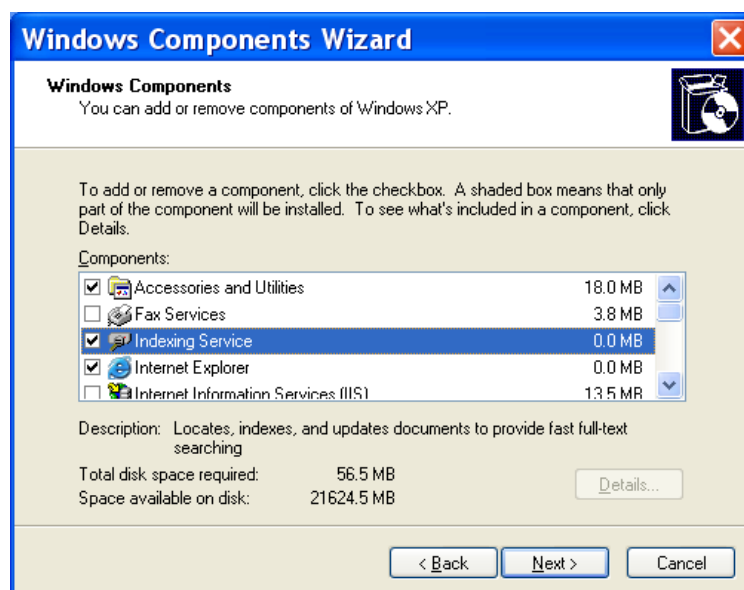 Windows Components Wizard
Windows Components
You can add or remove components of Windows XP.
To add or remove a component, click the checkbox. A shaded box means that only
part of the component will be installed. To see what's included in a component, click
Details.
Components:
Accessories and Utilities 18.0 MB
Fax Services 3.8 MB
Indexing Service 0.0 MB
Internet Explorer 0.0 MB
Internet Information Services (IIS) 13.5 MB
Description: Locates, indexes, and updates documents to provide fast full-text
searching
Total disk space required: 56.5 MB
Space available on disk: 21624.5 MB
Details...
< Back Next > Cancel